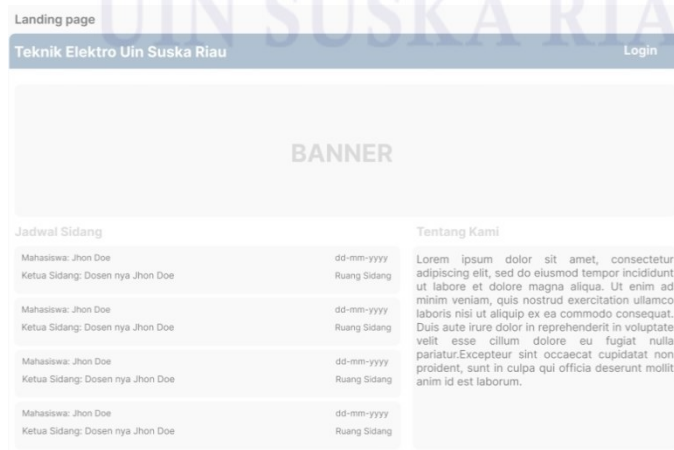 UIN SUSKA RIA
Landing page
Teknik Elektro Uin Suska Riau
Login
BANNER
Jadwal Sidang
Mahasiswa: Jhon Doe
dd-mm-yyyy
Ketua Sidang: Dosen nya Jhon Doe
Ruang Sidang
Mahasiswa: Jhon Doe
dd-mm-yyyy
Ketua Sidang: Dosen nya Jhon Doe
Ruang Sidang
Mahasiswa: Jhon Doe
dd-mm-yyyy
Ketua Sidang: Dosen nya Jhon Doe
Ruang Sidang
Mahasiswa: Jhon Doe
dd-mm-yyyy
Ketua Sidang: Dosen nya Jhon Doe
Ruang Sidang
Tentang Kami
Lorem ipsum dolor sit amet, consectetur
adipiscing elit, sed do eiusmod tempor incididunt
ut labore et dolore magna aliqua. Ut enim ad
minim veniam, quis nostrud exercitation ullamco
laboris nisi ut aliquip ex ea commodo consequat.
Duis aute irure dolor in reprehenderit in voluptate
velit esse cillum dolore eu fugiat nulla
pariatur.Excepteur sint occaecat cupidatat non
proident, sunt in culpa qui officia deserunt mollit
anim id est laborum.